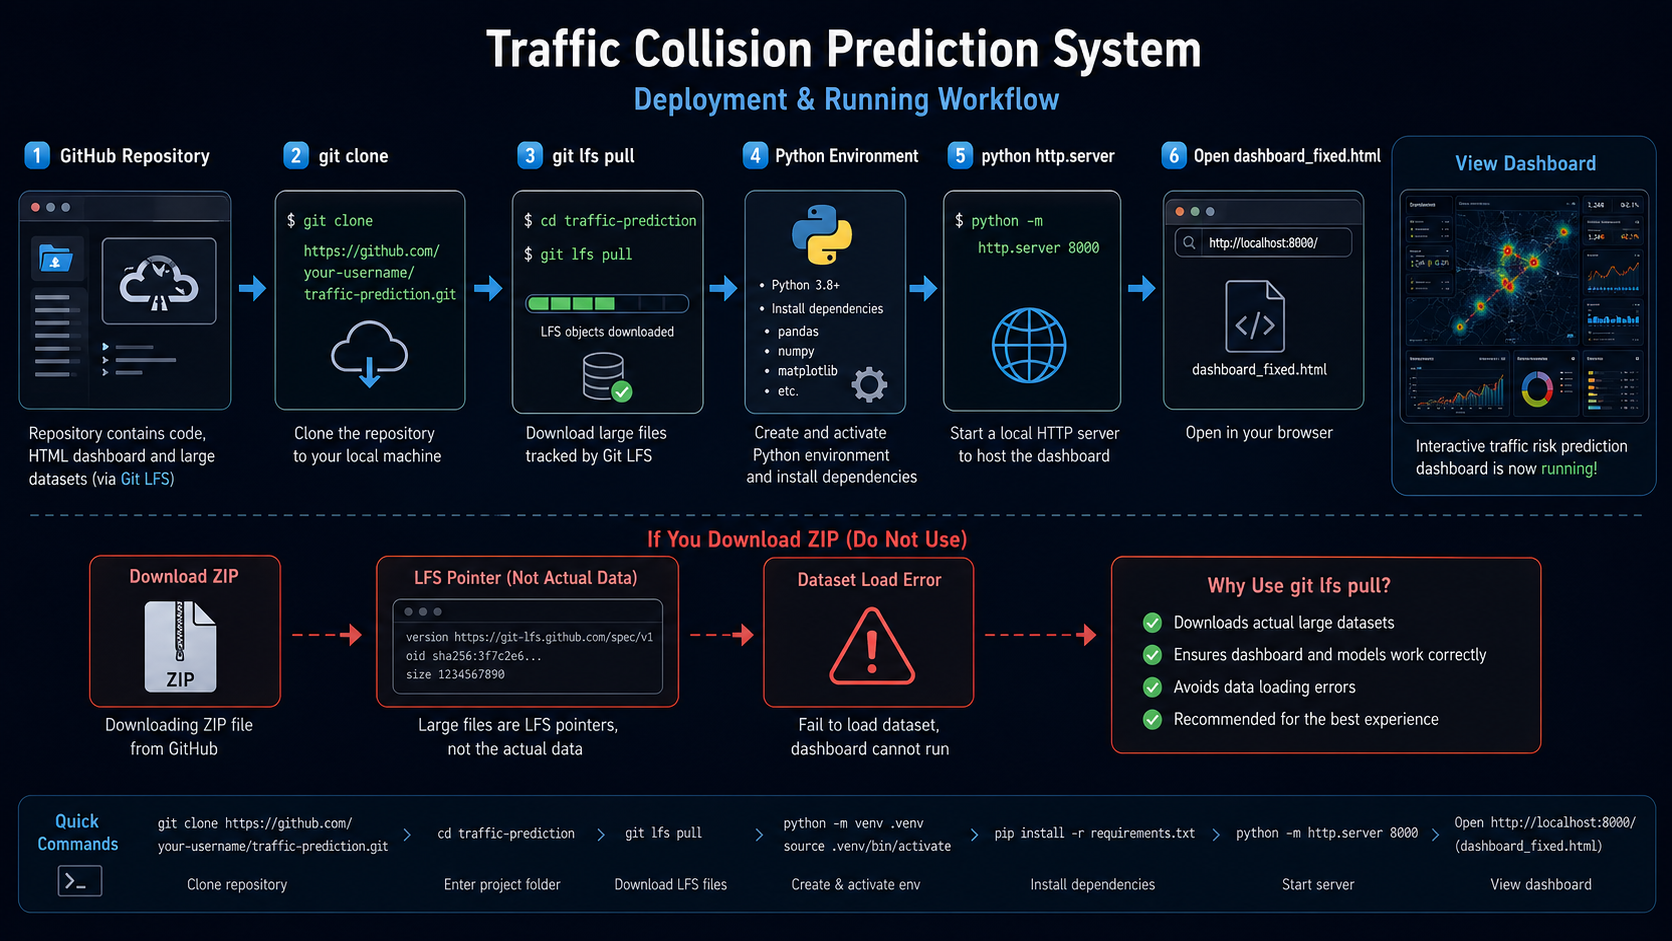 Traffic Collision Prediction System
Deployment & Running Workflow
1 GitHub Repository
Repository contains code,
HTML dashboard and large
datasets (via Git LFS)
2 git clone
$ git clone
https://github.com/
your-username/
traffic-prediction.git
Clone the repository
to your local machine
3 git lfs pull
$ cd traffic-prediction
$ git lfs pull
LFS objects downloaded
Download large files
tracked by Git LFS
4 Python Environment
• Python 3.8+
• Install dependencies
• pandas
• numpy
• matplotlib
• etc.
Create and activate
Python environment
and install dependencies
5 python http.server
$ python -m
http.server 8000
Start a local HTTP server
to host the dashboard
6 Open dashboard_fixed.html
http://localhost:8000/
</>
dashboard_fixed.html
Open in your browser
View Dashboard
Interactive traffic risk prediction
dashboard is now running!
If You Download ZIP (Do Not Use)
Download ZIP
ZIP
Downloading ZIP file
from GitHub
LFS Pointer (Not Actual Data)
version https://git-lfs.github.com/spec/v1
oid sha256:3f7c2e6...
size 1234567890
Large files are LFS pointers,
not the actual data
Dataset Load Error
Fail to load dataset,
dashboard cannot run
Why Use git lfs pull?
Downloads actual large datasets
Ensures dashboard and models work correctly
Avoids data loading errors
Recommended for the best experience
Quick
Commands
>_
git clone https://github.com/
your-username/traffic-prediction.git
Clone repository
cd traffic-prediction
Enter project folder
git lfs pull
Download LFS files
python -m venv .venv
source .venv/bin/activate
Create & activate env
pip install -r requirements.txt
Install dependencies
python -m http.server 8000
Start server
Open http://localhost:8000/
(dashboard_fixed.html)
View dashboard